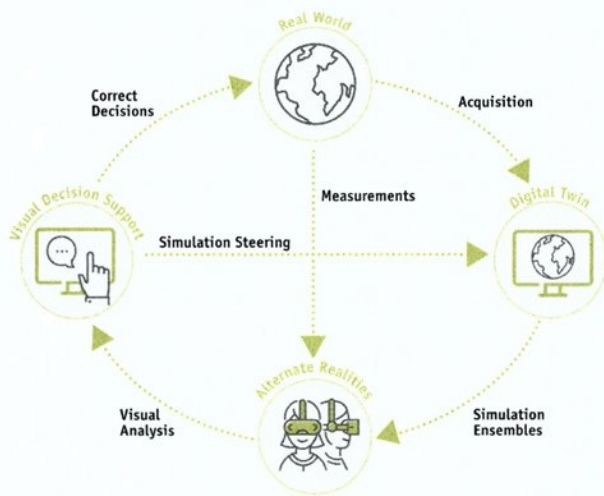 Real World
Correct
Decisions
Acquisition
Visual Decision Support
Measurements
Digital Twin
Simulation Steering
Alternate Realities
Visual
Analysis
Simulation
Ensembles